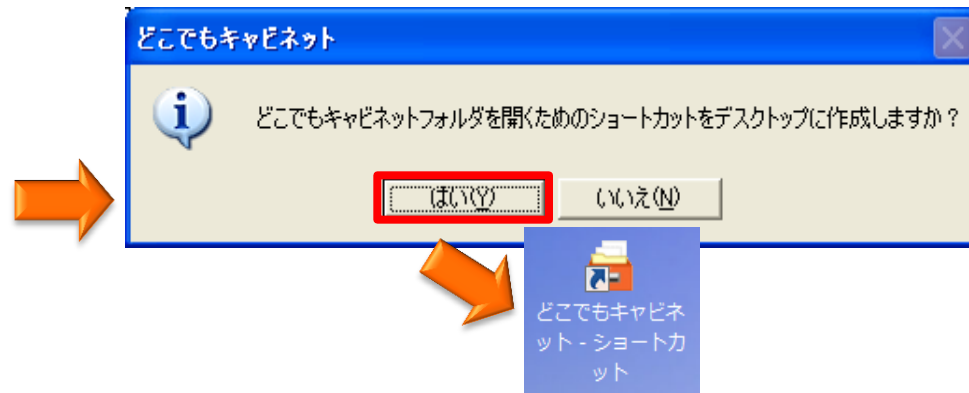 どこでもキャビネット
どこでもキャビネットフォルダを開くためのショートカットをデスクトップに作成しますか？
はい(Y) いいえ(N)
どこでもキャビネ
ット - ショートカ
ット